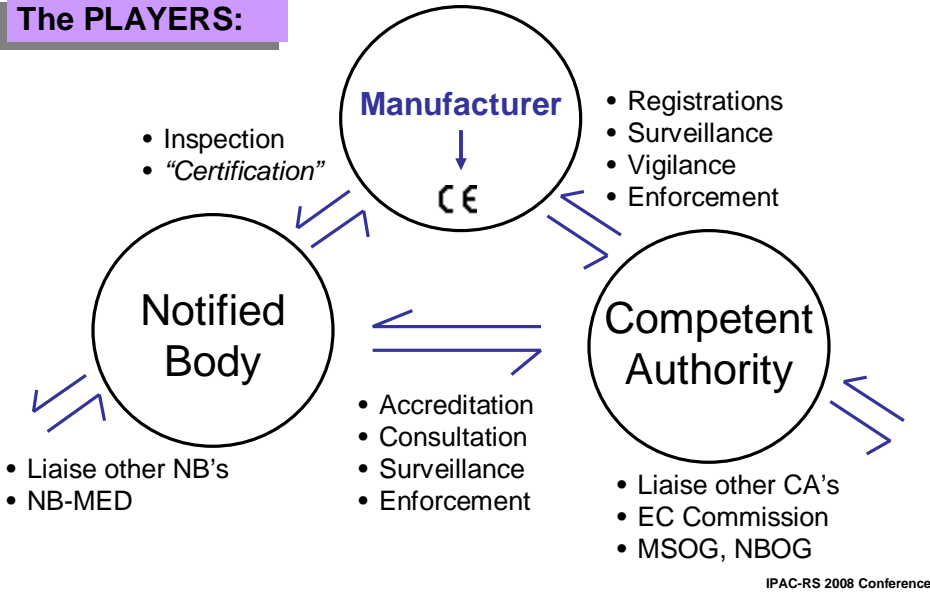 The PLAYERS:
Manufacturer
CE
• Inspection
• “Certification”
• Registrations
• Surveillance
• Vigilance
• Enforcement
Notified
Body
Competent
Authority
• Accreditation
• Consultation
• Surveillance
• Enforcement
• Liaise other NB’s
• NB-MED
• Liaise other CA’s
• EC Commission
• MSOG, NBOG
IPAC-RS 2008 Conference